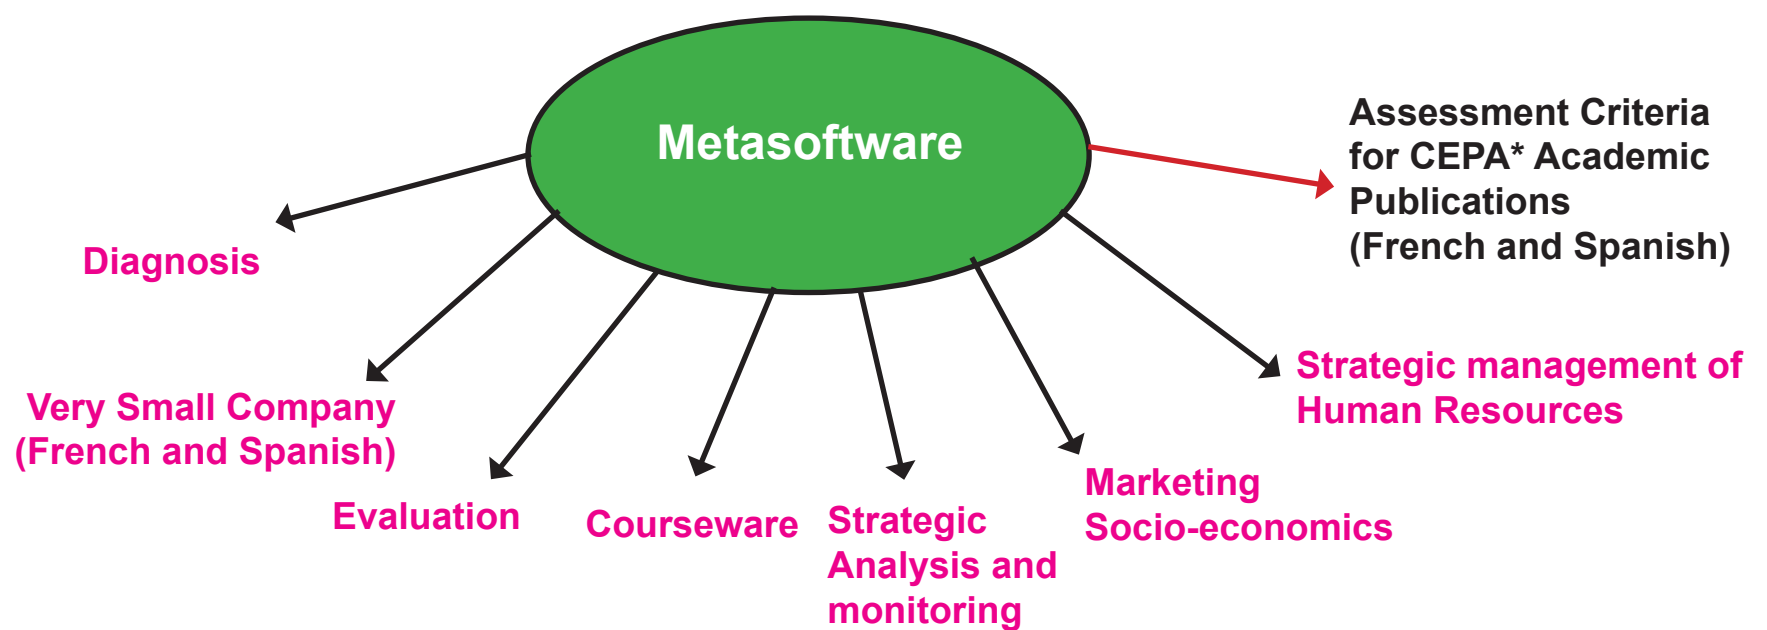 Metasoftware
Assessment Criteria
for CEPA* Academic
Publications
(French and Spanish)
Diagnosis
Very Small Company
(French and Spanish)
Evaluation
Courseware
Strategic
Analysis and
monitoring
Marketing
Socio-economics
Strategic management of
Human Resources